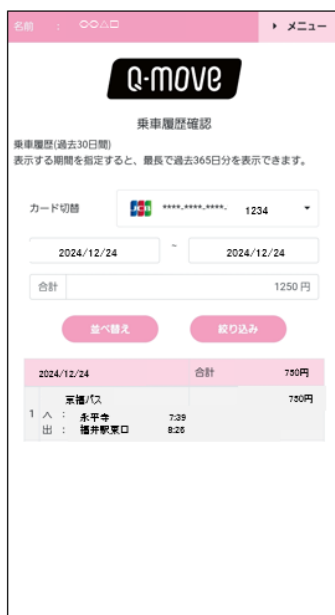 名前 : ○○△□
メニュー
Q-move
乗車履歴確認
乗車履歴(過去30日間)
表示する期間を指定すると、最長で過去365日分を表示できます。
カード切替 JCB ****-****-****- 1234
2024/12/24 ~ 2024/12/24
合計 1250 円
並べ替え 絞り込み
2024/12/24 合計 750円
京福バス 750円
1 入 : 永平寺 7:39
出 : 福井駅東口 8:26